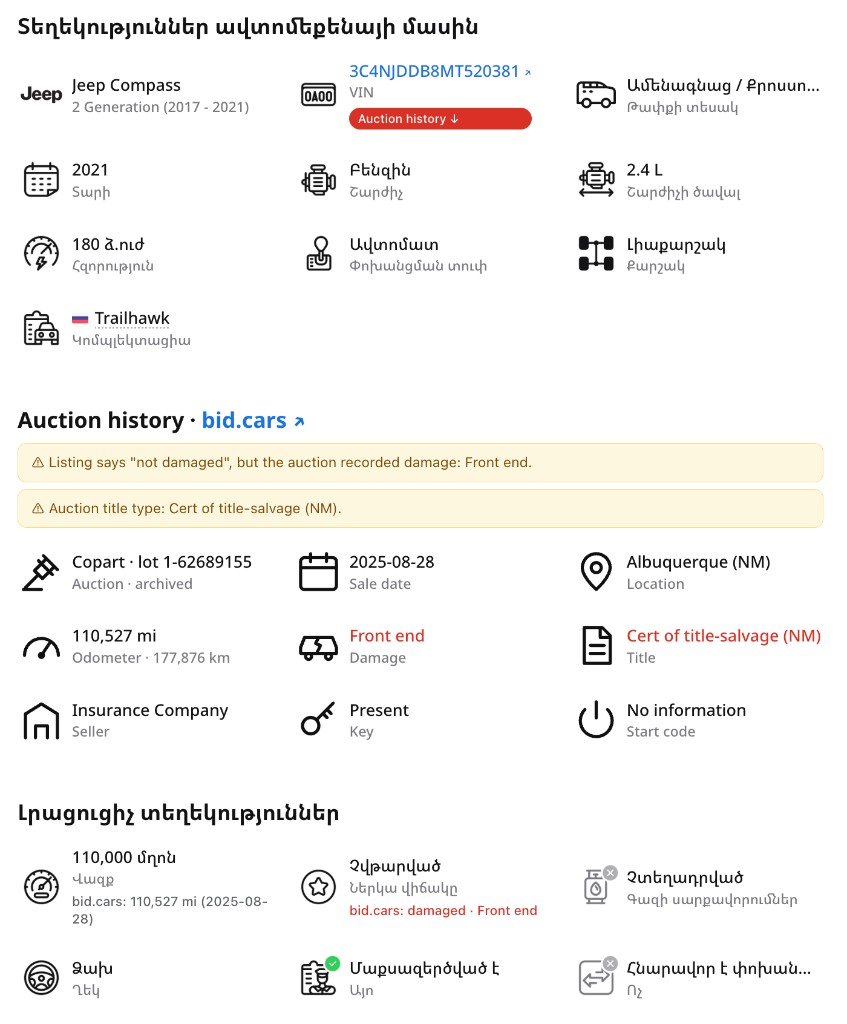 Տեղեկություններ ավտոմեքենայի մասին
Jeep
Jeep Compass
2 Generation (2017 - 2021)
0A00
3C4NJDDB8MT520381 ↗
VIN
Auction history ↓
Ամենագնաց / Քրոսսո...
Թափքի տեսակ
2021
Տարի
Բենզին
Շարժիչ
2.4 L
Շարժիչի ծավալ
180 ձ.ուժ
Հզորություն
Ավտոմատ
Փոխանցման տուփ
Լիաքարշակ
Քարշակ
Trailhawk
Կոմպլեկտացիա
Auction history · bid.cars ↗
⚠ Listing says "not damaged", but the auction recorded damage: Front end.
⚠ Auction title type: Cert of title-salvage (NM).
Copart · lot 1-62689155
Auction · archived
2025-08-28
Sale date
Albuquerque (NM)
Location
110,527 mi
Odometer · 177,876 km
Front end
Damage
Cert of title-salvage (NM)
Title
Insurance Company
Seller
Present
Key
No information
Start code
Լրացուցիչ տեղեկություններ
110,000 մղոն
Վազք
bid.cars: 110,527 mi (2025-08-
28)
Չվթարված
Ներկա վիճակը
bid.cars: damaged · Front end
Չտեղադրված
Գազի սարքավորումներ
Ձախ
Ղեկ
Մաքսազերծված է
Այո
Հնարավոր է փոխան...
Ոչ